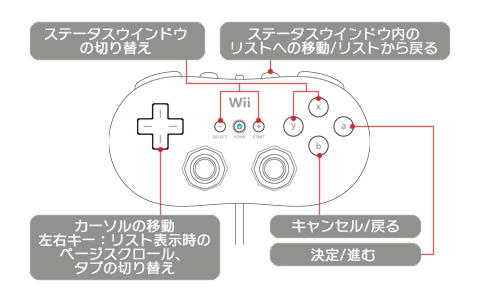 ステータスウインドウ
の切り替え
ステータスウインドウ内の
リストへの移動/リストから戻る
Wii
x
y
a
b
SELECT
HOME
START
カーソルの移動
左右キー：リスト表示時の
ページスクロール、
タブの切り替え
キャンセル/戻る
決定/進む